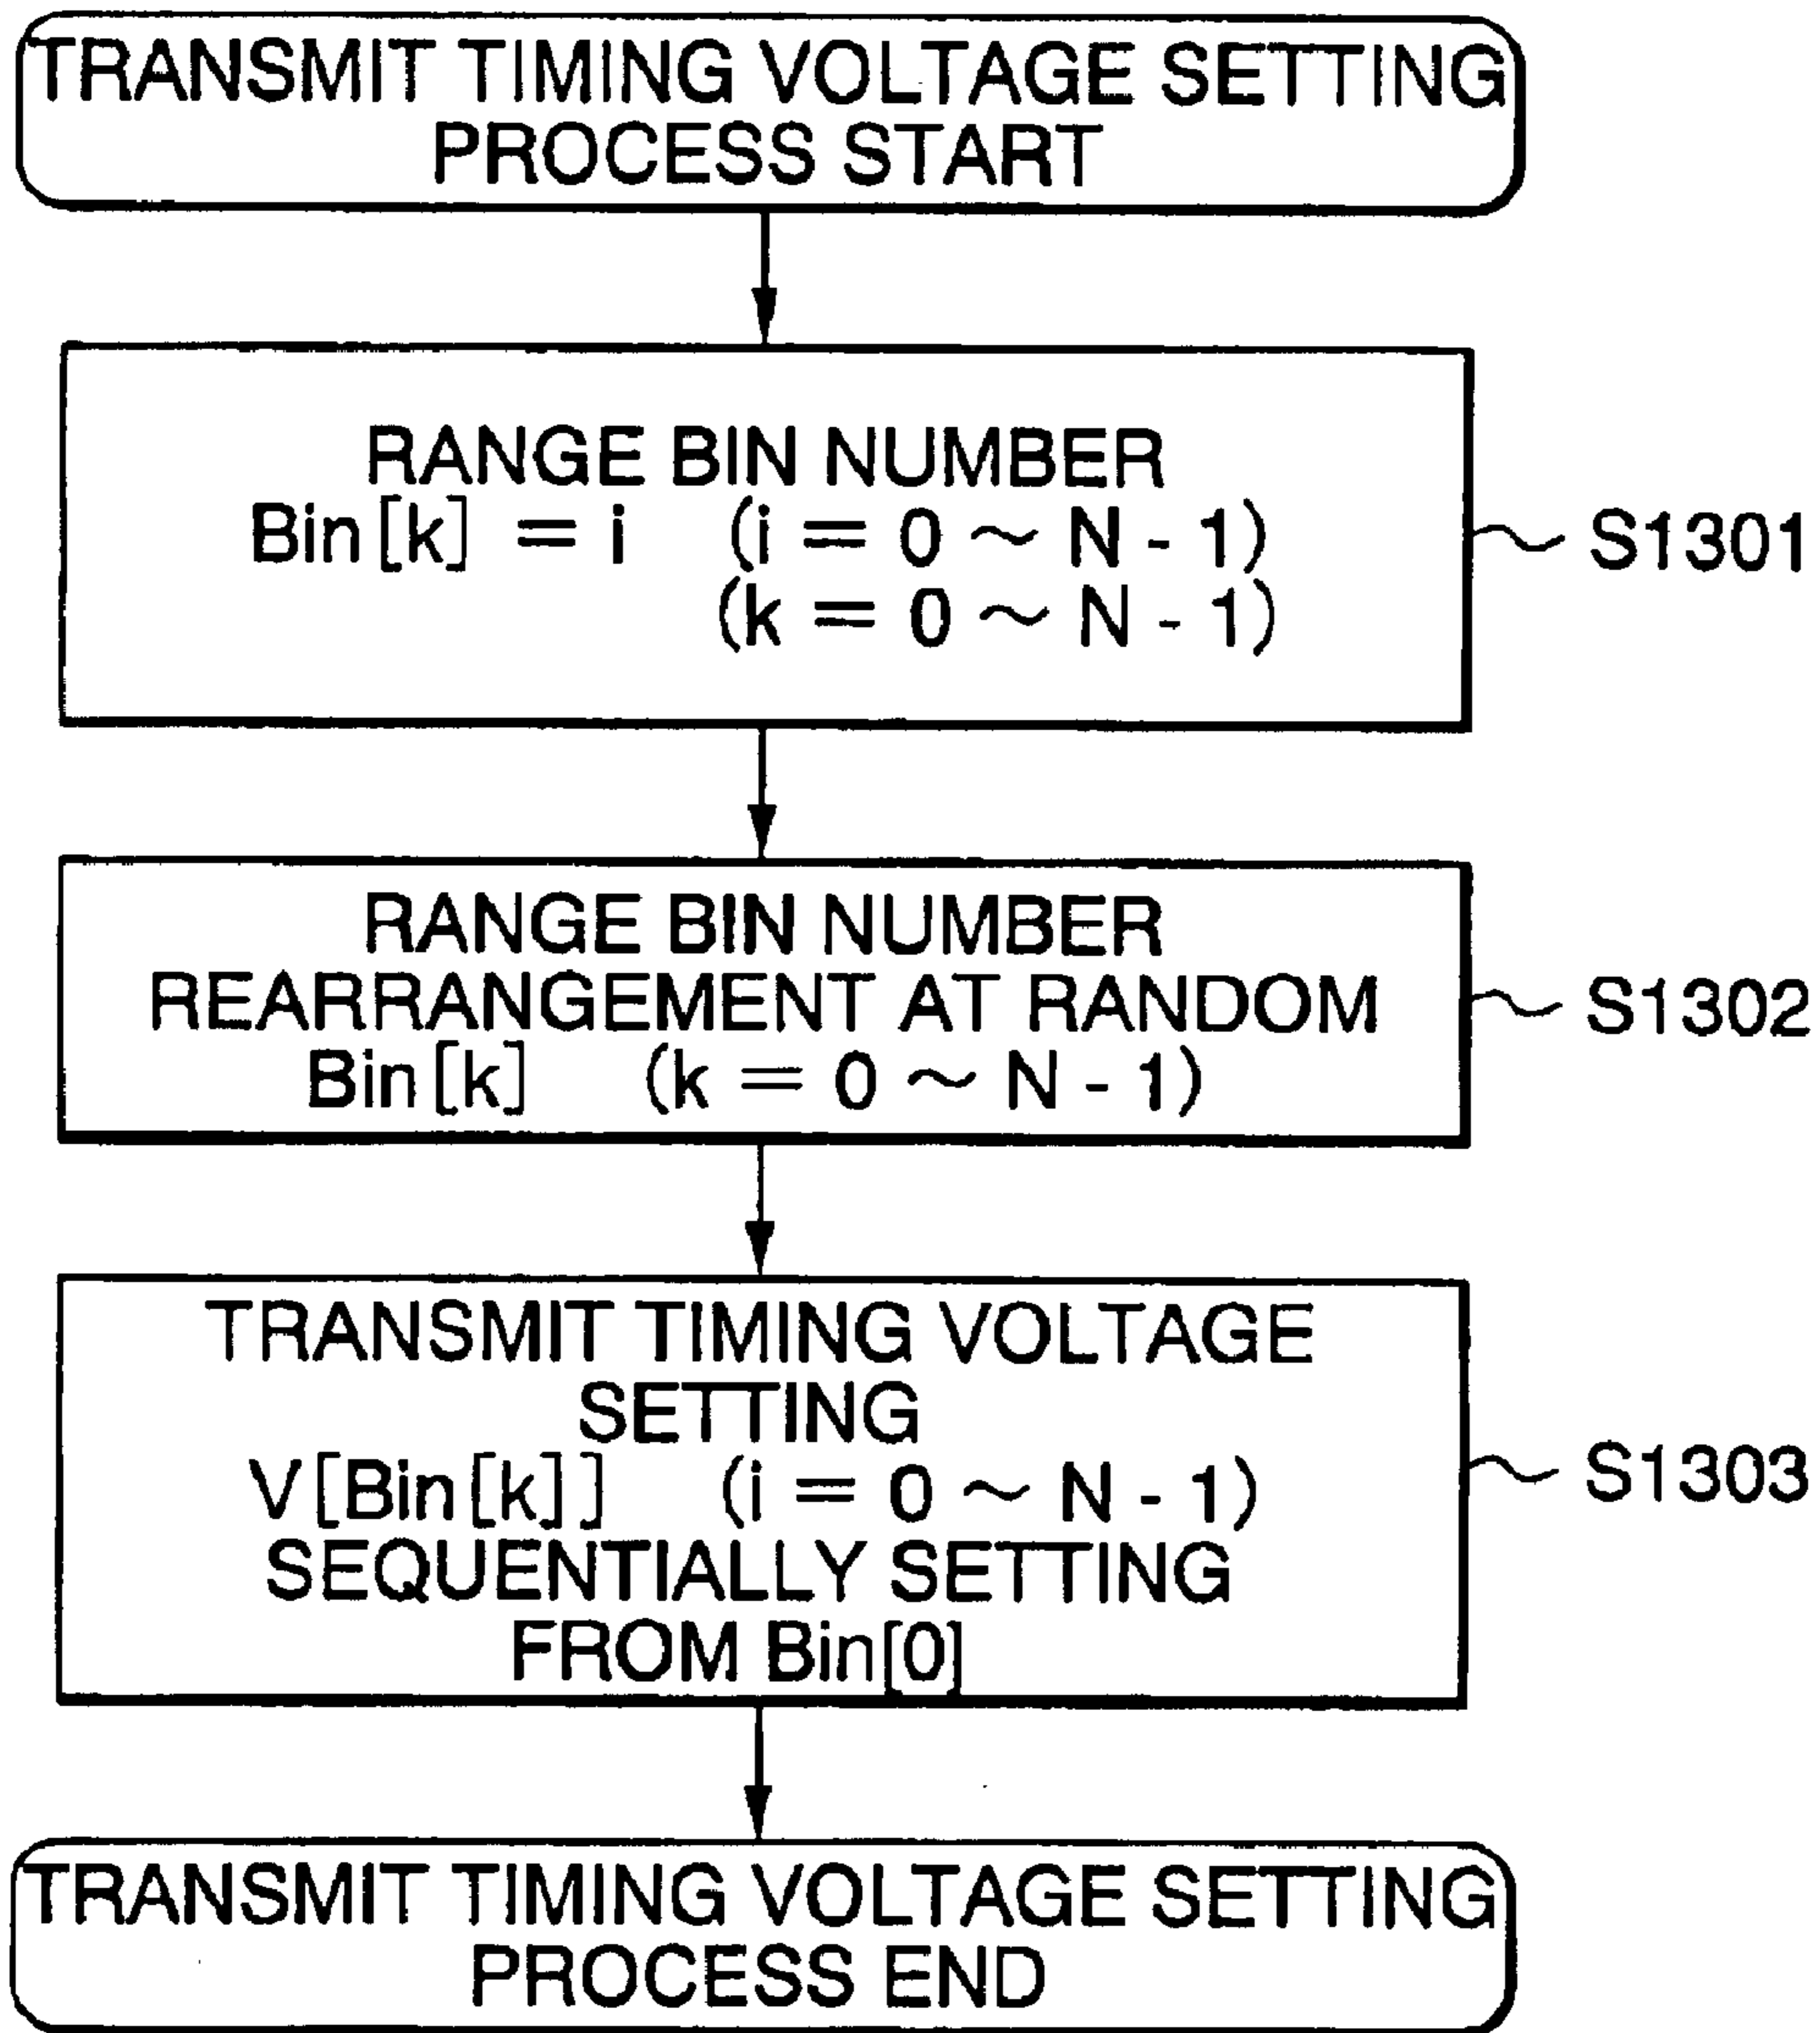 TRANSMIT TIMING VOLTAGE SETTING
PROCESS START
RANGE BIN NUMBER
Bin[k] = i (i = 0 ~ N - 1)
(k = 0 ~ N - 1)
S1301
RANGE BIN NUMBER
REARRANGEMENT AT RANDOM
Bin[k] (k = 0 ~ N - 1)
S1302
TRANSMIT TIMING VOLTAGE
SETTING
V[Bin[k]] (i = 0 ~ N - 1)
SEQUENTIALLY SETTING
FROM Bin[0]
S1303
TRANSMIT TIMING VOLTAGE SETTING
PROCESS END